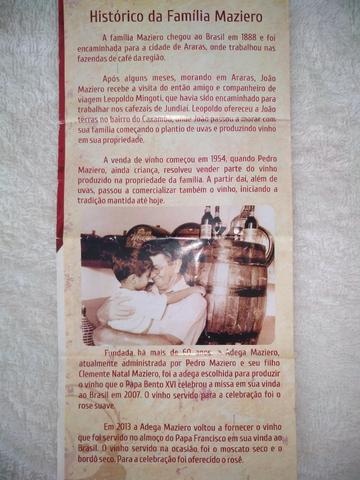 Histórico da Família Maziero
A família Maziero chegou ao Brasil em 1888 e foi
encaminhada para a cidade de Araras, onde trabalhou nas
fazendas de café da região.
Após alguns meses, morando em Araras, João
Maziero recebe a visita do então amigo e companheiro de
viagem Leopoldo Mingoti, que havia sido encaminhado para
trabalhar nos cafezais de Jundiaí. Leopoldo ofereceu a João
terras no bairro do Caxambú, onde João passou a morar com
sua família começando o plantio de uvas e produzindo vinho
em sua propriedade.
A venda de vinho começou em 1954, quando Pedro
Maziero, ainda criança, resolveu vender parte do vinho
produzido na propriedade da família. A partir daí, além de
uvas, passou a comercializar também o vinho, iniciando a
tradição mantida até hoje.
Fundada há mais de 60 anos, a Adega Maziero,
atualmente administrada por Pedro Maziero e seu filho
Clemente Natal Maziero, foi a adega escolhida para produzir
o vinho que o Papa Bento XVI celebrou a missa em sua vinda
ao Brasil em 2007. O vinho servido para a celebração foi o
rose suave.
Em 2013 a Adega Maziero voltou a fornecer o vinho
que foi servido no almoço do Papa Francisco em sua vinda ao
Brasil. O vinho servido na ocasião, foi o moscato seco e o
bordô seco. Para a celebração foi oferecido o rosê.